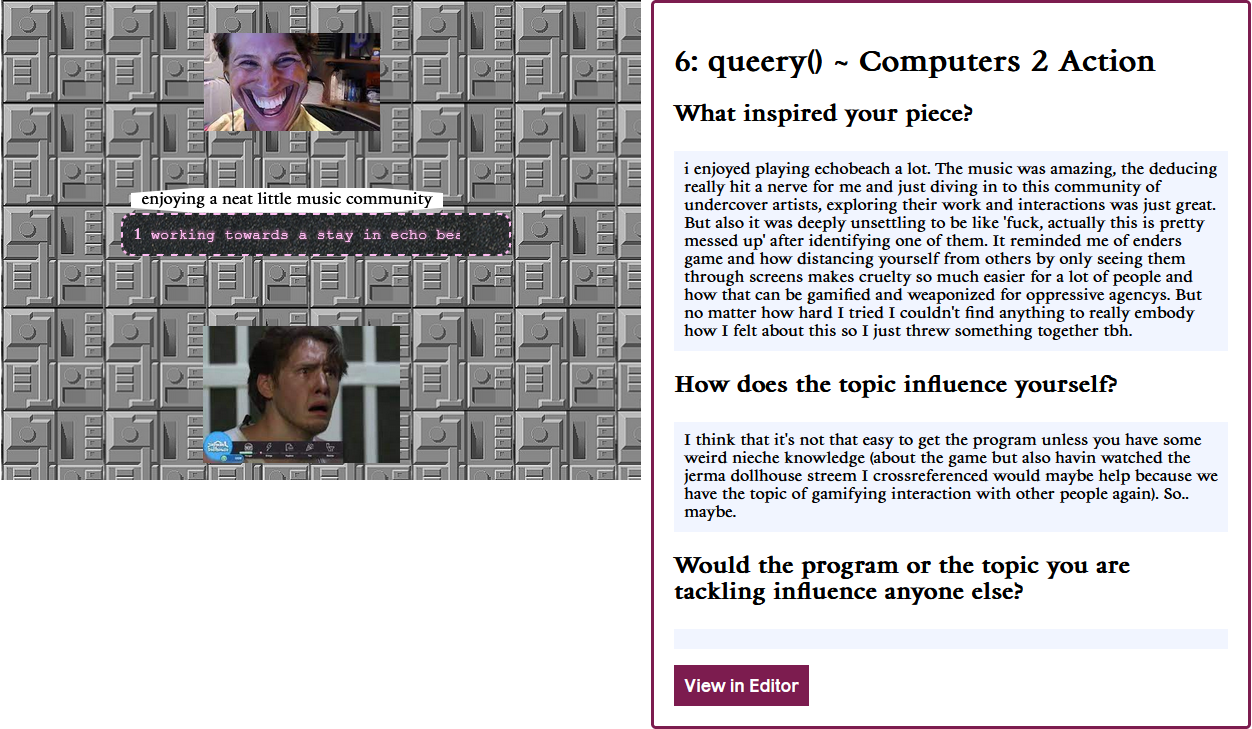 enjoying a neat little music community
1 working towards a stay in echo bea
6: queery() ~ Computers 2 Action
What inspired your piece?
i enjoyed playing echobeach a lot. The music was amazing, the deducing
really hit a nerve for me and just diving in to this community of
undercover artists, exploring their work and interactions was just great.
But also it was deeply unsettling to be like 'fuck, actually this is pretty
messed up' after identifying one of them. It reminded me of enders
game and how distancing yourself from others by only seeing them
through screens makes cruelty so much easier for a lot of people and
how that can be gamified and weaponized for oppressive agencys. But
no matter how hard I tried I couldn't find anything to really embody
how I felt about this so I just threw something together tbh.
How does the topic influence yourself?
I think that it's not that easy to get the program unless you have some
weird nieche knowledge (about the game but also havin watched the
jerma dollhouse streem I crossreferenced would maybe help because we
have the topic of gamifying interaction with other people again). So..
maybe.
Would the program or the topic you are
tackling influence anyone else?
View in Editor